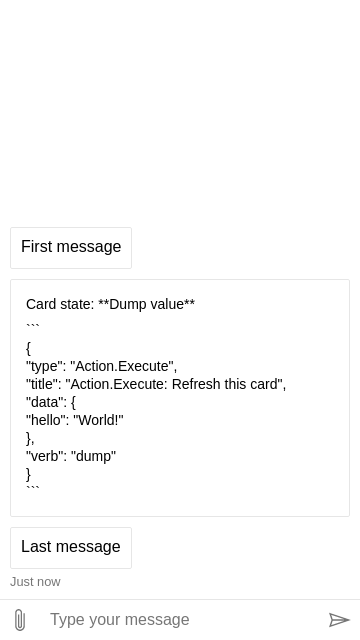 First message
Card state: **Dump value**
```
{
"type": "Action.Execute",
"title": "Action.Execute: Refresh this card",
"data": {
"hello": "World!"
},
"verb": "dump"
}
```
Last message
Just now
Type your message